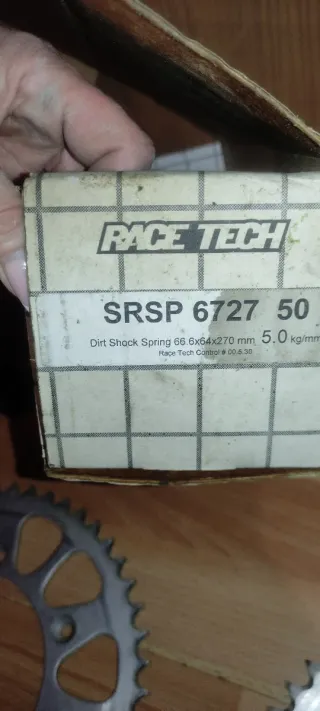 RACE TECH
SRSP 6727 50
Dirt Shock Spring 66.6x64x270 mm 5.0 kg/mm
Race Tech Control # 00.5.30